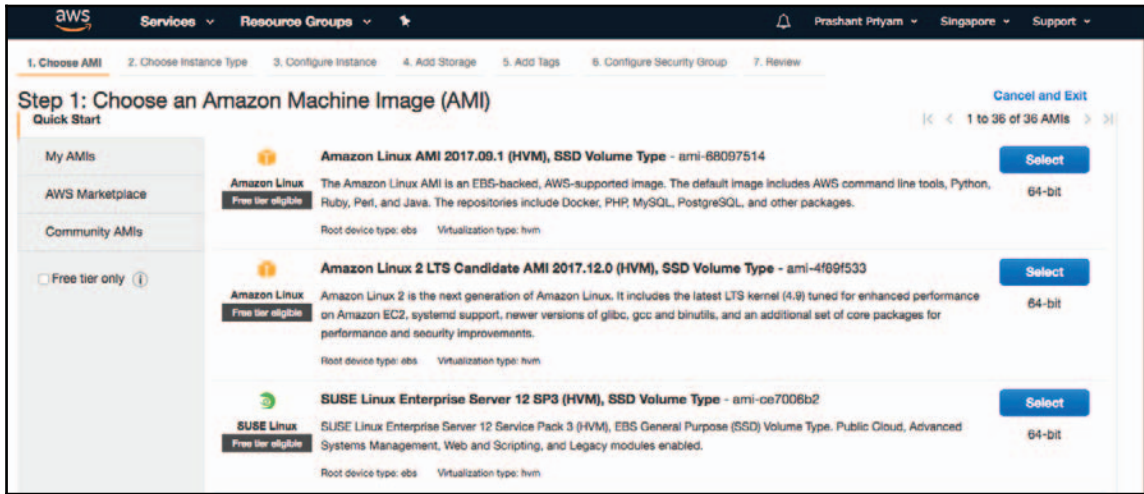 aws Services Resource Groups Prashant Priyam Singapore Support
1. Choose AMI 2. Choose Instance Type 3. Configure Instance 4. Add Storage 5. Add Tags 6. Configure Security Group 7. Review
Step 1: Choose an Amazon Machine Image (AMI)
Cancel and Exit
Quick Start
1 to 36 of 36 AMIs
My AMIs
AWS Marketplace
Community AMIs
Free tier only
Amazon Linux
Free tier eligible
Amazon Linux AMI 2017.09.1 (HVM), SSD Volume Type - ami-68097514
The Amazon Linux AMI is an EBS-backed, AWS-supported image. The default image includes AWS command line tools, Python,
Ruby, Perl, and Java. The repositories include Docker, PHP, MySQL, PostgreSQL, and other packages.
Root device type: ebs Virtualization type: hvm
Select
64-bit
Amazon Linux
Free tier eligible
Amazon Linux 2 LTS Candidate AMI 2017.12.0 (HVM), SSD Volume Type - ami-4f89f533
Amazon Linux 2 is the next generation of Amazon Linux. It includes the latest LTS kernel (4.9) tuned for enhanced performance
on Amazon EC2, systemd support, newer versions of glibc, gcc and binutils, and an additional set of core packages for
performance and security improvements.
Root device type: ebs Virtualization type: hvm
Select
64-bit
SUSE Linux
Free tier eligible
SUSE Linux Enterprise Server 12 SP3 (HVM), SSD Volume Type - ami-ce7006b2
SUSE Linux Enterprise Server 12 Service Pack 3 (HVM), EBS General Purpose (SSD) Volume Type. Public Cloud, Advanced
Systems Management, Web and Scripting, and Legacy modules enabled.
Root device type: ebs Virtualization type: hvm
Select
64-bit